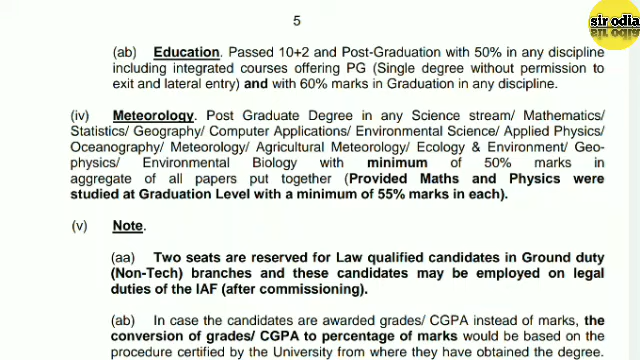 5
sir odia
(ab) Education. Passed 10+2 and Post-Graduation with 50% in any discipline
including integrated courses offering PG (Single degree without permission to
exit and lateral entry) and with 60% marks in Graduation in any discipline.
(iv) Meteorology. Post Graduate Degree in any Science stream/ Mathematics/
Statistics/ Geography/ Computer Applications/ Environmental Science/ Applied Physics/
Oceanography/ Meteorology/ Agricultural Meteorology/ Ecology & Environment/ Geo-
physics/ Environmental Biology with minimum of 50% marks in
aggregate of all papers put together (Provided Maths and Physics were
studied at Graduation Level with a minimum of 55% marks in each).
(v) Note.
(aa) Two seats are reserved for Law qualified candidates in Ground duty
(Non-Tech) branches and these candidates may be employed on legal
duties of the IAF (after commissioning).
(ab) In case the candidates are awarded grades/ CGPA instead of marks, the
conversion of grades/ CGPA to percentage of marks would be based on the
procedure certified by the University from where they have obtained the degree.